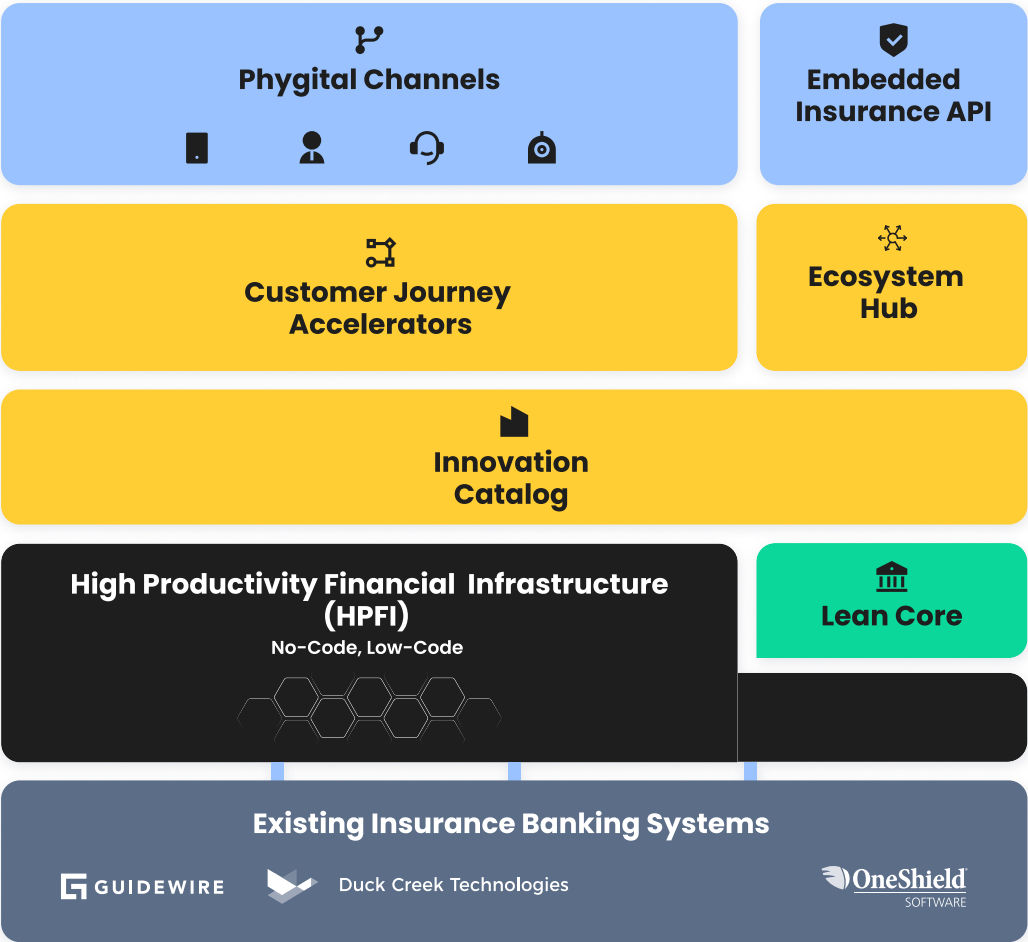 Phygital Channels
Embedded
Insurance API
Customer Journey
Accelerators
Ecosystem
Hub
Innovation
Catalog
High Productivity Financial Infrastructure
(HPFI)
No-Code, Low-Code
Lean Core
Existing Insurance Banking Systems
GUIDEWIRE
Duck Creek Technologies
OneShield
SOFTWARE